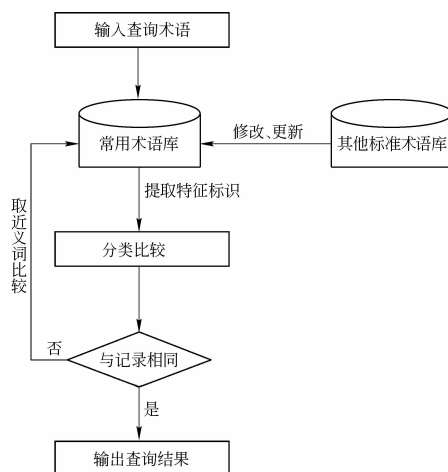 输入查询术语
常用术语库
修改、更新
其他标准术语库
提取特征标识
取近义词比较
分类比较
否
与记录相同
是
输出查询结果